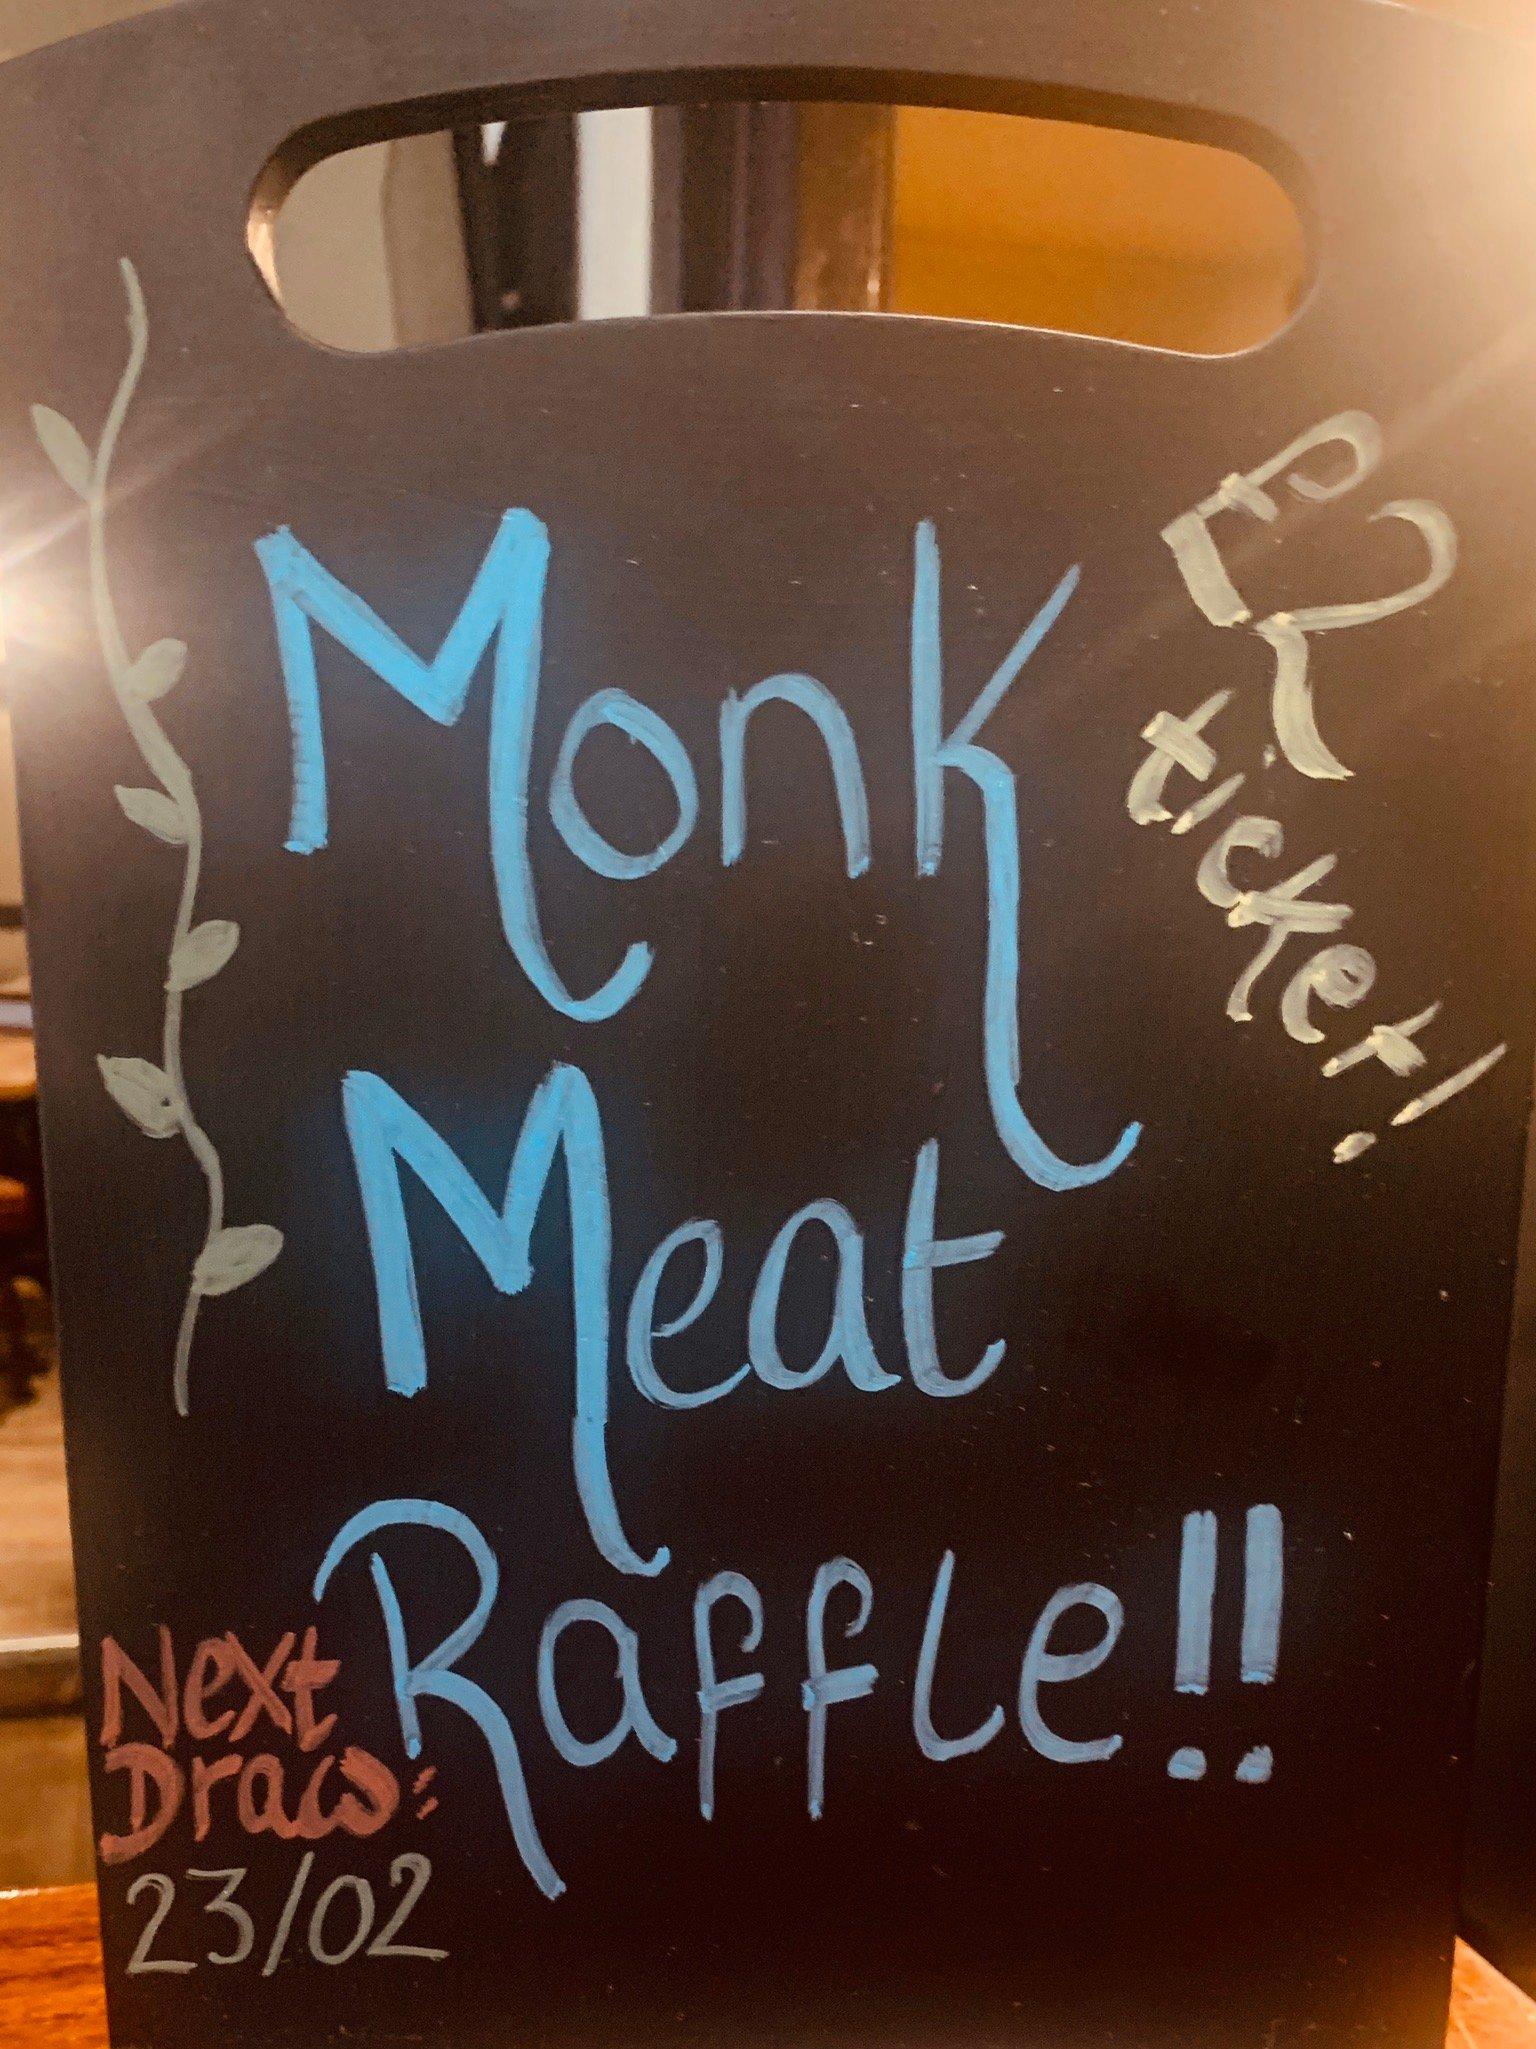 £2
ticket!
Monk
Meat
Raffle!!
Next
Draw:
23/02